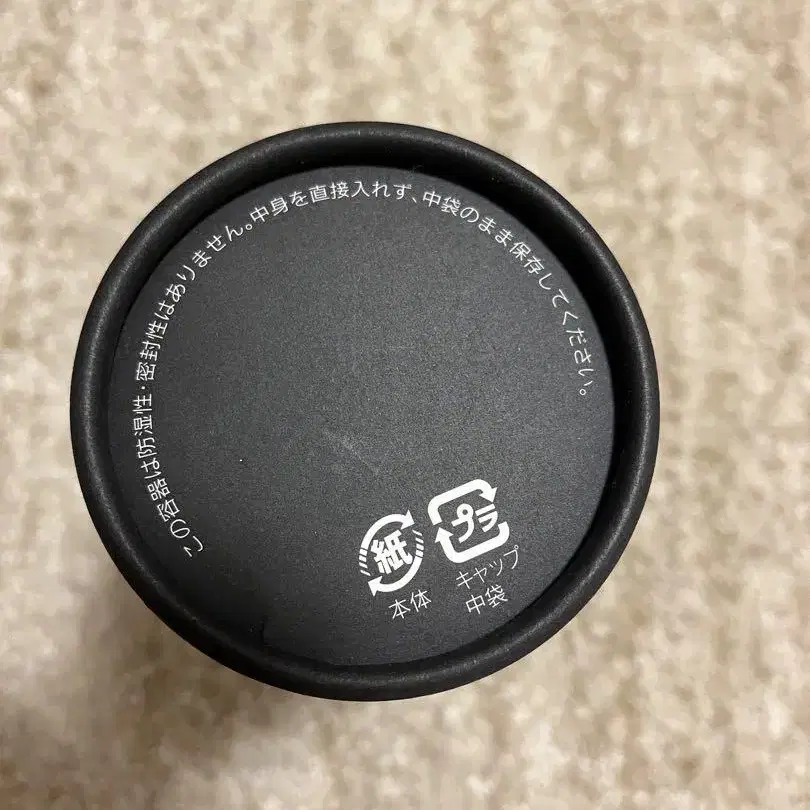 この容器は防湿性・密封性はありません。中身を直接入れず、中袋のまま保存してください。
紙
本体
プラ
キャップ
中袋